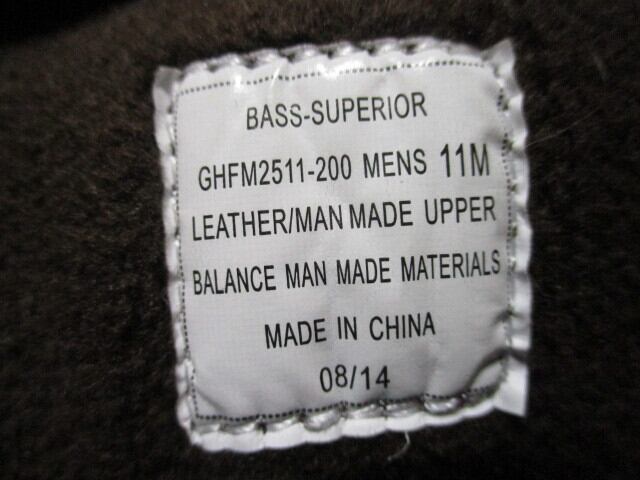 BASS-SUPERIOR
GHFM2511-200 MENS 11M
LEATHER/MAN MADE UPPER
BALANCE MAN MADE MATERIALS
MADE IN CHINA
08/14